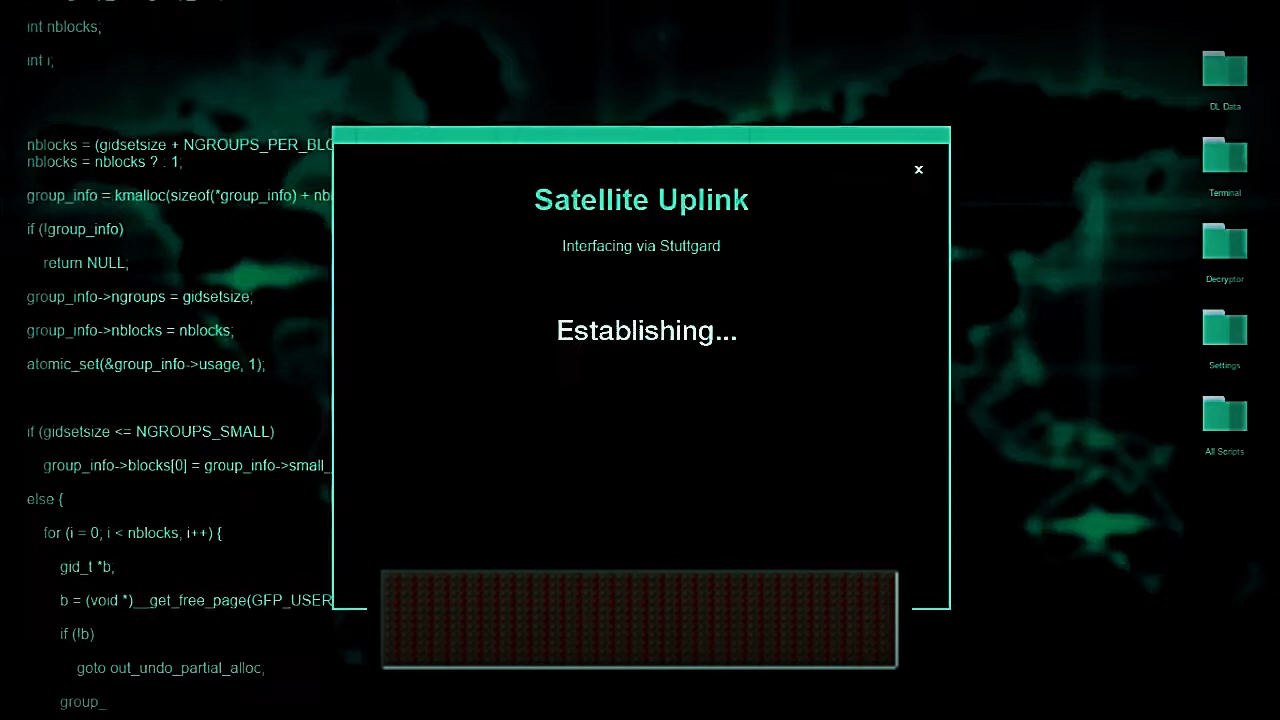 int nblocks;
int i;
nblocks = (gidsetsize + NGROUPS_PER_BLO
nblocks = nblocks ? : 1;
group_info = kmalloc(sizeof(*group_info) + nb
if (!group_info)
return NULL;
group_info->ngroups = gidsetsize;
group_info->nblocks = nblocks;
atomic_set(&group_info->usage, 1);
if (gidsetsize <= NGROUPS_SMALL)
group_info->blocks[0] = group_info->small_
else {
for (i = 0; i < nblocks; i++) {
gid_t *b;
b = (void *)__get_free_page(GFP_USER
if (!b)
goto out_undo_partial_alloc;
group_
x
Satellite Uplink
Interfacing via Stuttgard
Establishing...
DL Data
Terminal
Decryptor
Settings
All Scripts